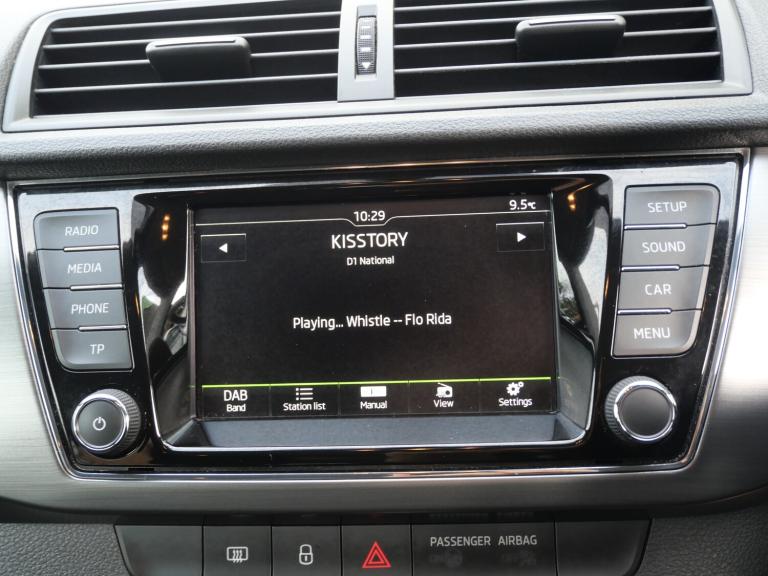 10:29
9.5℃
KISSTORY
D1 National
Playing... Whistle -- Flo Rida
DAB
Band
Station list
Manual
View
Settings
RADIO
MEDIA
PHONE
TP
SETUP
SOUND
CAR
MENU
PASSENGER AIRBAG